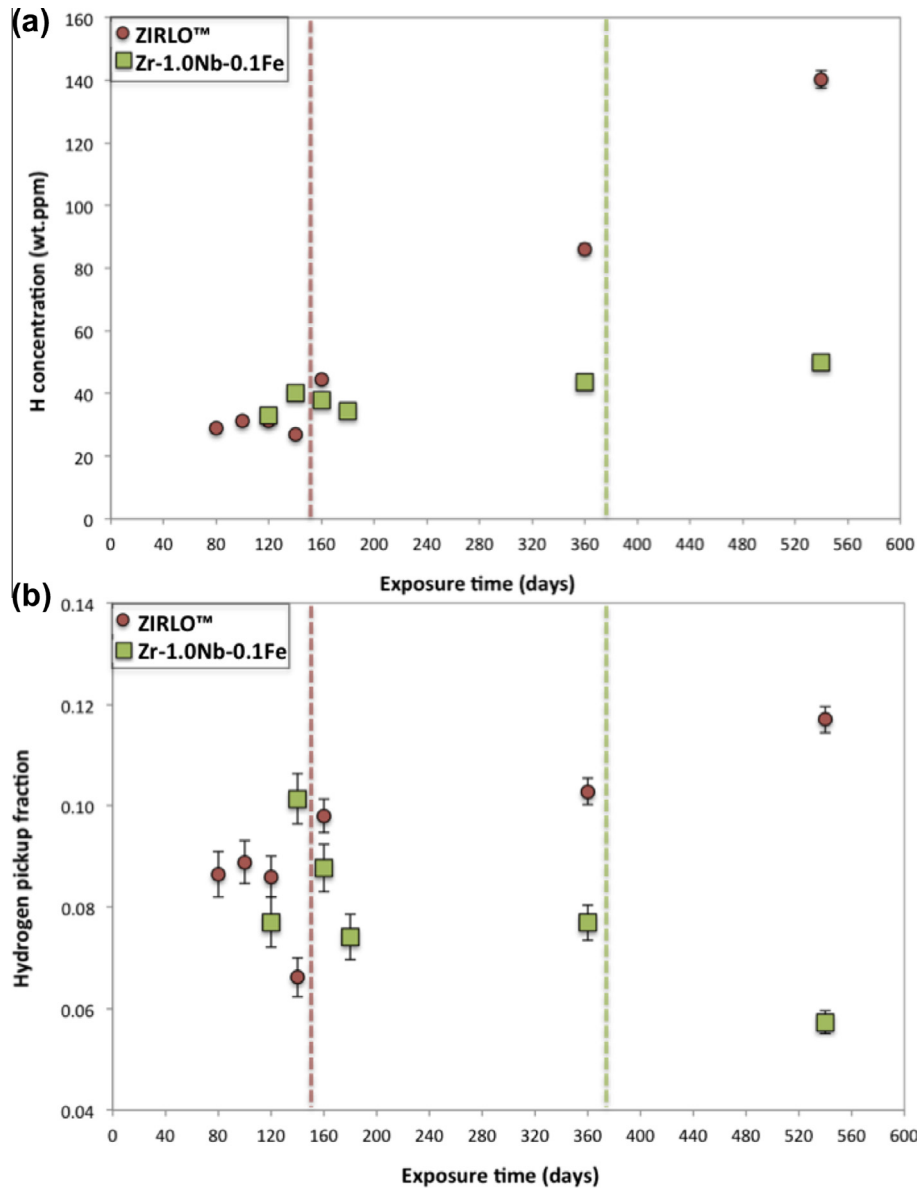 (a)
160
ZIRLO™
Zr-1.0Nb-0.1Fe
140
120
100
80
60
40
20
0
H concentration (wt.ppm)
0 40 80 120 160 200 240 280 320 360 400 440 480 520 560 600
Exposure time (days)
(b)
0.14
ZIRLO™
Zr-1.0Nb-0.1Fe
0.12
0.10
0.08
0.06
0.04
Hydrogen pickup fraction
0 40 80 120 160 200 240 280 320 360 400 440 480 520 560 600
Exposure time (days)